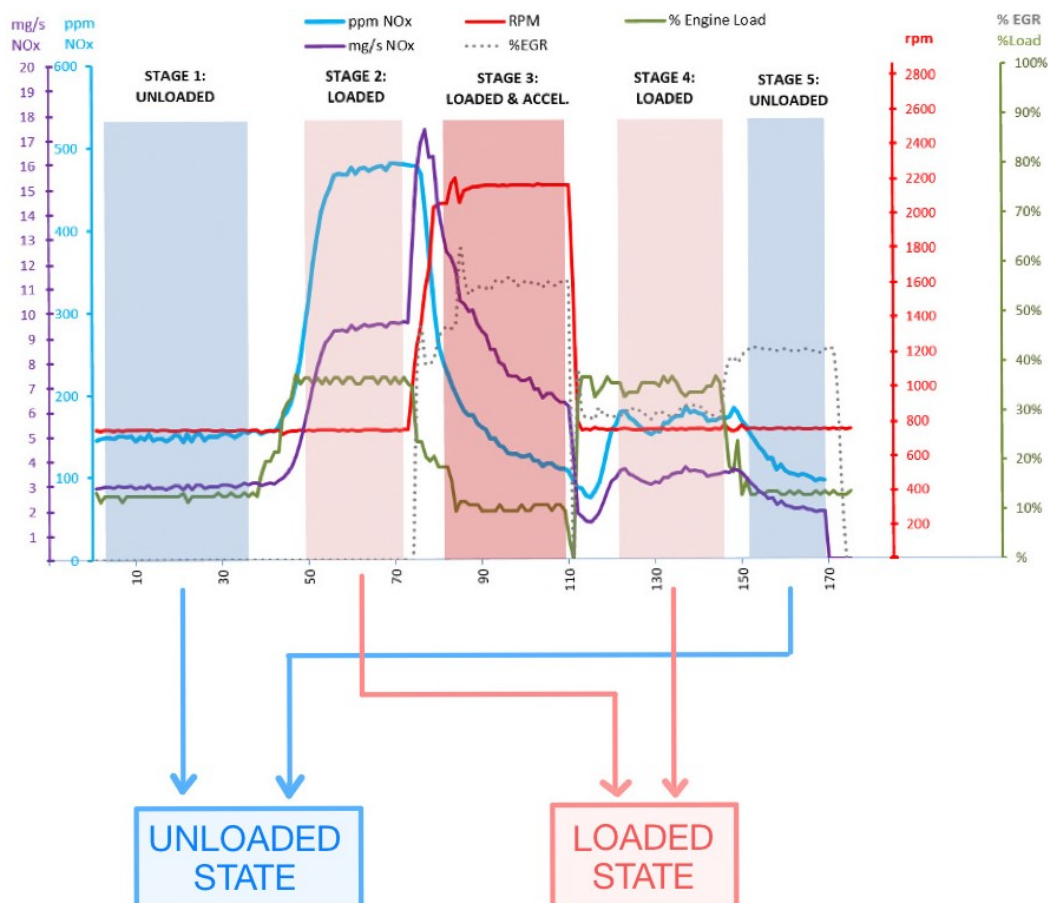 mg/s
NOx
ppm
NOx
ppm NOx
RPM
% Engine Load
mg/s NOx
%EGR
rpm
% EGR
%Load
STAGE 1:
UNLOADED
STAGE 2:
LOADED
STAGE 3:
LOADED & ACCEL.
STAGE 4:
LOADED
STAGE 5:
UNLOADED
20
19
18
17
16
15
14
13
12
11
10
9
8
7
6
5
4
3
2
1
600
500
400
300
200
100
0
2800
2600
2400
2200
2000
1800
1600
1400
1200
1000
800
600
400
200
100%
90%
80%
70%
60%
50%
40%
30%
20%
10%
%
10
30
50
70
90
110
130
150
170
UNLOADED
STATE
LOADED
STATE